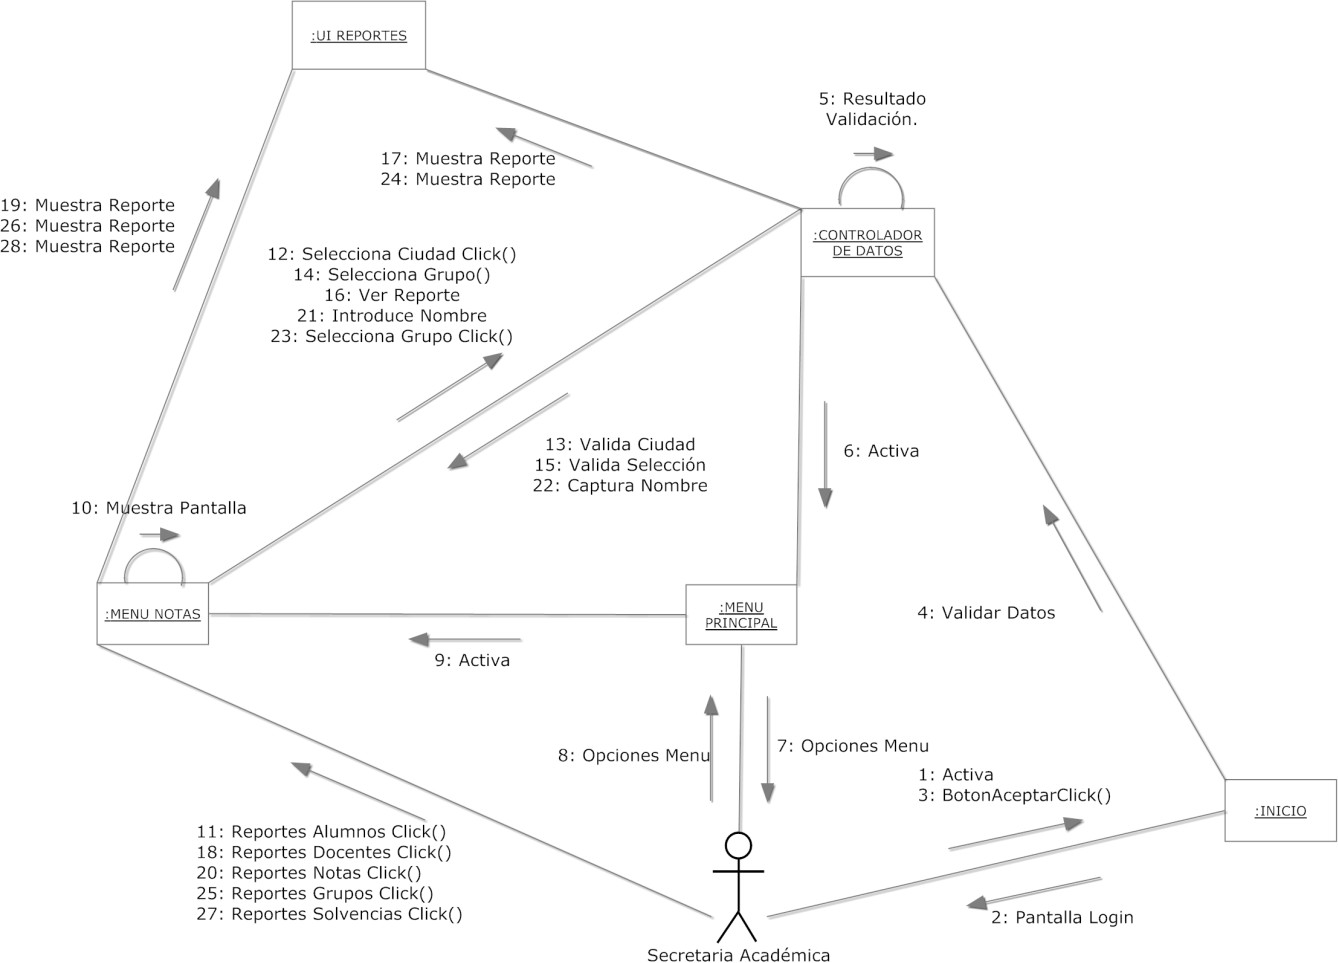 :UI REPORTES
5: Resultado
Validación.
17: Muestra Reporte
24: Muestra Reporte
19: Muestra Reporte
26: Muestra Reporte
28: Muestra Reporte
:CONTROLADOR
DE DATOS
12: Selecciona Ciudad Click()
14: Selecciona Grupo()
16: Ver Reporte
21: Introduce Nombre
23: Selecciona Grupo Click()
13: Valida Ciudad
15: Valida Selección
22: Captura Nombre
6: Activa
10: Muestra Pantalla
:MENU NOTAS
:MENU
PRINCIPAL
4: Validar Datos
9: Activa
8: Opciones Menu
7: Opciones Menu
1: Activa
3: BotonAceptarClick()
:INICIO
11: Reportes Alumnos Click()
18: Reportes Docentes Click()
20: Reportes Notas Click()
25: Reportes Grupos Click()
27: Reportes Solvencias Click()
2: Pantalla Login
Secretaria Académica